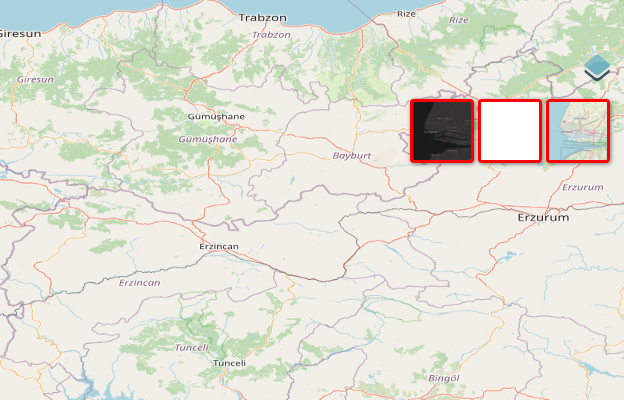 Trabzon
Rize
Rize
Giresun
Trabzon
Giresun
Gümüşhane
Gümüşhane
Bayburt
Erzurum
Erzurum
Erzincan
Erzincan
Tunceli
Tunceli
Bingöl